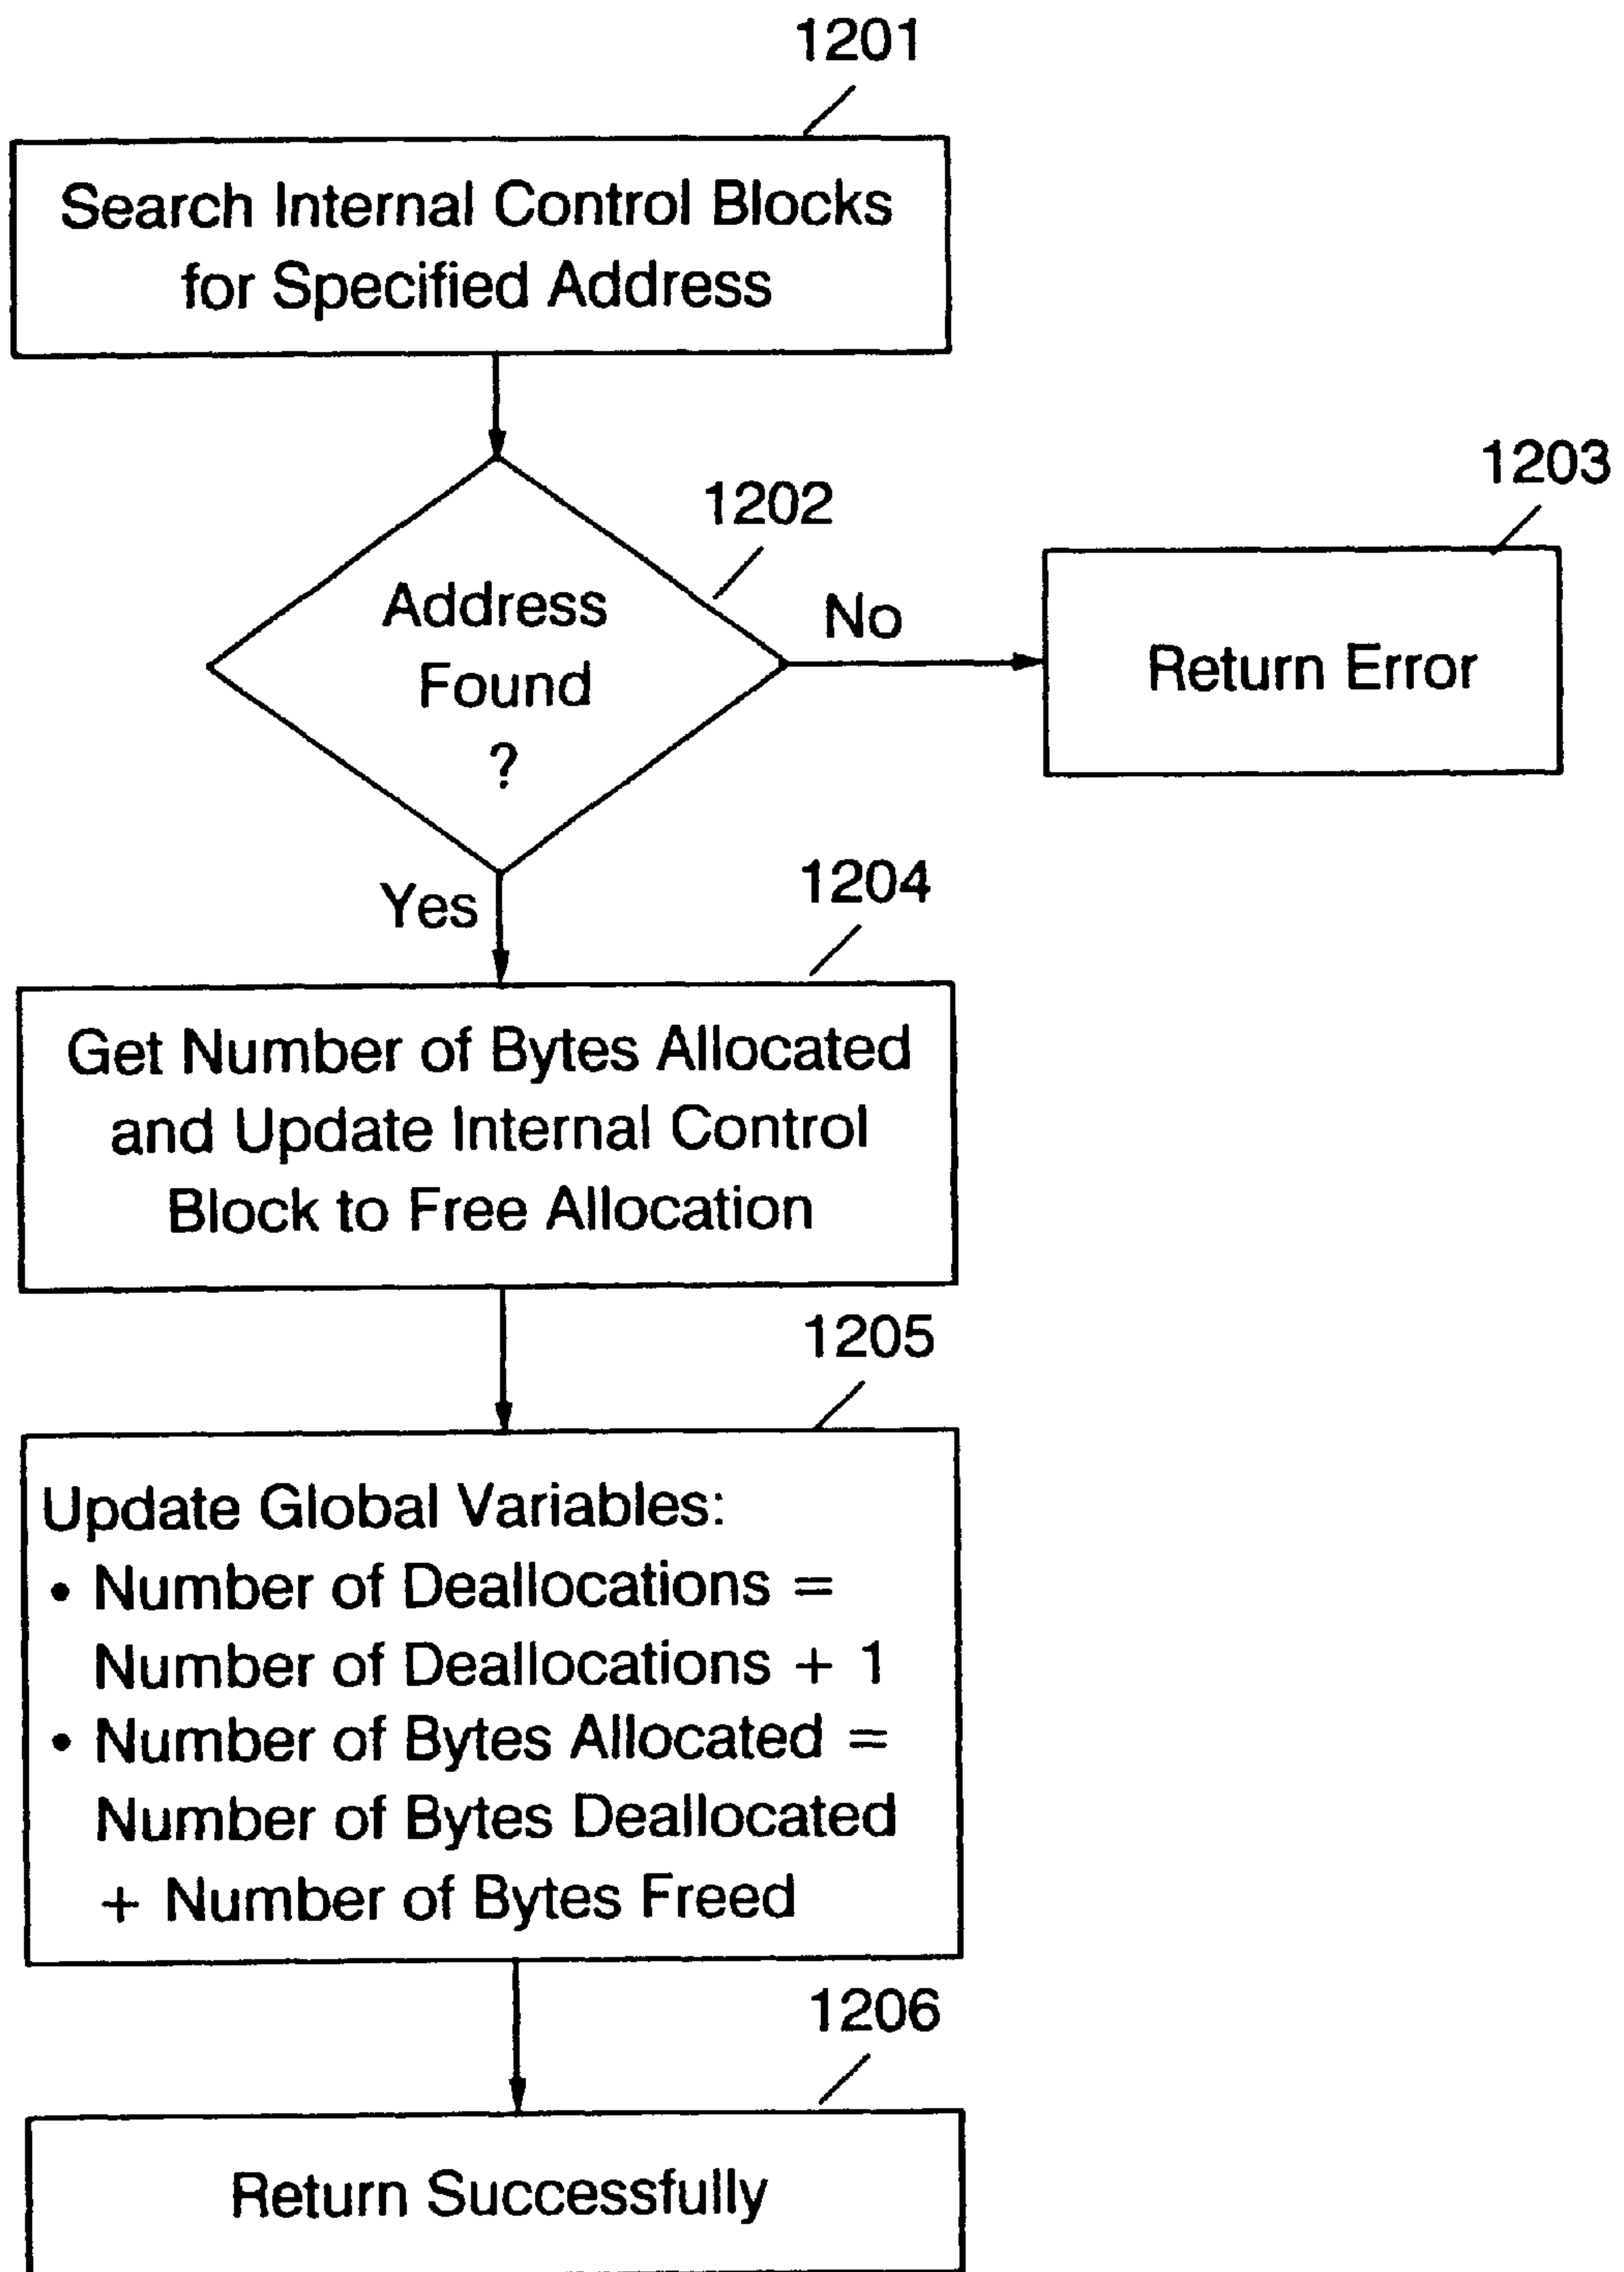 1201
Search Internal Control Blocks
for Specified Address
1202
Address
Found
?
No
1203
Return Error
Yes
1204
Get Number of Bytes Allocated
and Update Internal Control
Block to Free Allocation
1205
Update Global Variables:
• Number of Deallocations =
Number of Deallocations + 1
• Number of Bytes Allocated =
Number of Bytes Deallocated
+ Number of Bytes Freed
1206
Return Successfully